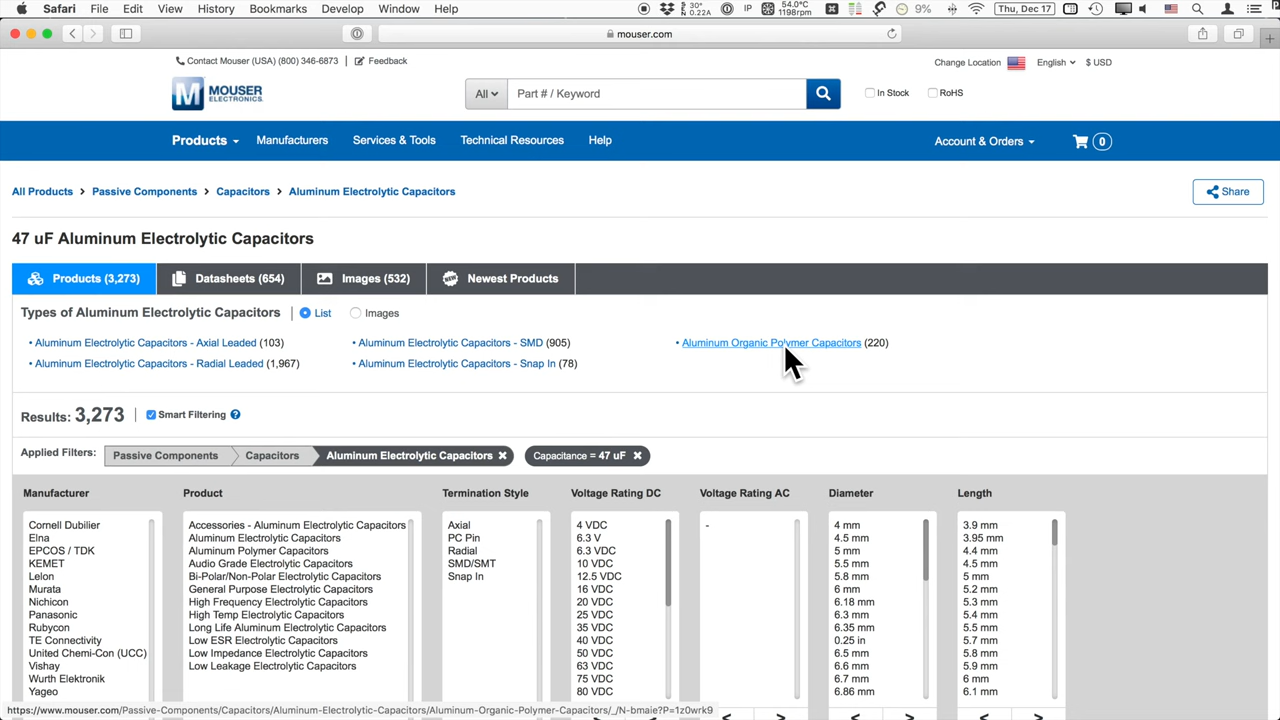 Safari File Edit View History Bookmarks Develop Window Help
30° 0.22A IP 54.0°C 1198rpm 9% Thu, Dec 17
mouser.com
Contact Mouser (USA) (800) 346-6873 | Feedback
Change Location English $ USD
MOUSER ELECTRONICS
All Part # / Keyword In Stock RoHS
Products Manufacturers Services & Tools Technical Resources Help Account & Orders 0
All Products > Passive Components > Capacitors > Aluminum Electrolytic Capacitors
Share
47 uF Aluminum Electrolytic Capacitors
Products (3,273) Datasheets (654) Images (532) NEW Newest Products
Types of Aluminum Electrolytic Capacitors | List Images
• Aluminum Electrolytic Capacitors - Axial Leaded (103) • Aluminum Electrolytic Capacitors - SMD (905) • Aluminum Organic Polymer Capacitors (220)
• Aluminum Electrolytic Capacitors - Radial Leaded (1,967) • Aluminum Electrolytic Capacitors - Snap In (78)
Results: 3,273 | Smart Filtering ?
Applied Filters: Passive Components Capacitors Aluminum Electrolytic Capacitors × Capacitance = 47 uF ×
Manufacturer
Cornell Dubilier
Elna
EPCOS / TDK
KEMET
Lelon
Murata
Nichicon
Panasonic
Rubycon
TE Connectivity
United Chemi-Con (UCC)
Vishay
Wurth Elektronik
Yageo
Product
Accessories - Aluminum Electrolytic Capacitors
Aluminum Electrolytic Capacitors
Aluminum Polymer Capacitors
Audio Grade Electrolytic Capacitors
Bi-Polar/Non-Polar Electrolytic Capacitors
General Purpose Electrolytic Capacitors
High Frequency Electrolytic Capacitors
High Temp Electrolytic Capacitors
Long Life Aluminum Electrolytic Capacitors
Low ESR Electrolytic Capacitors
Low Impedance Electrolytic Capacitors
Low Leakage Electrolytic Capacitors
Termination Style
Axial
PC Pin
Radial
SMD/SMT
Snap In
Voltage Rating DC
4 VDC
6.3 V
6.3 VDC
10 VDC
12.5 VDC
16 VDC
20 VDC
25 VDC
35 VDC
40 VDC
50 VDC
63 VDC
75 VDC
80 VDC
Voltage Rating AC
-
Diameter
4 mm
4.5 mm
5 mm
5.5 mm
5.8 mm
6 mm
6.18 mm
6.3 mm
6.35 mm
0.25 in
6.5 mm
6.6 mm
6.7 mm
6.86 mm
Length
3.9 mm
3.95 mm
4.4 mm
4.5 mm
5 mm
5.2 mm
5.3 mm
5.4 mm
5.5 mm
5.7 mm
5.8 mm
5.9 mm
6 mm
6.1 mm
https://www.mouser.com/Passive-Components/Capacitors/Aluminum-Electrolytic-Capacitors/Aluminum-Organic-Polymer-Capacitors/_/N-bmaie?P=1z0wrk9